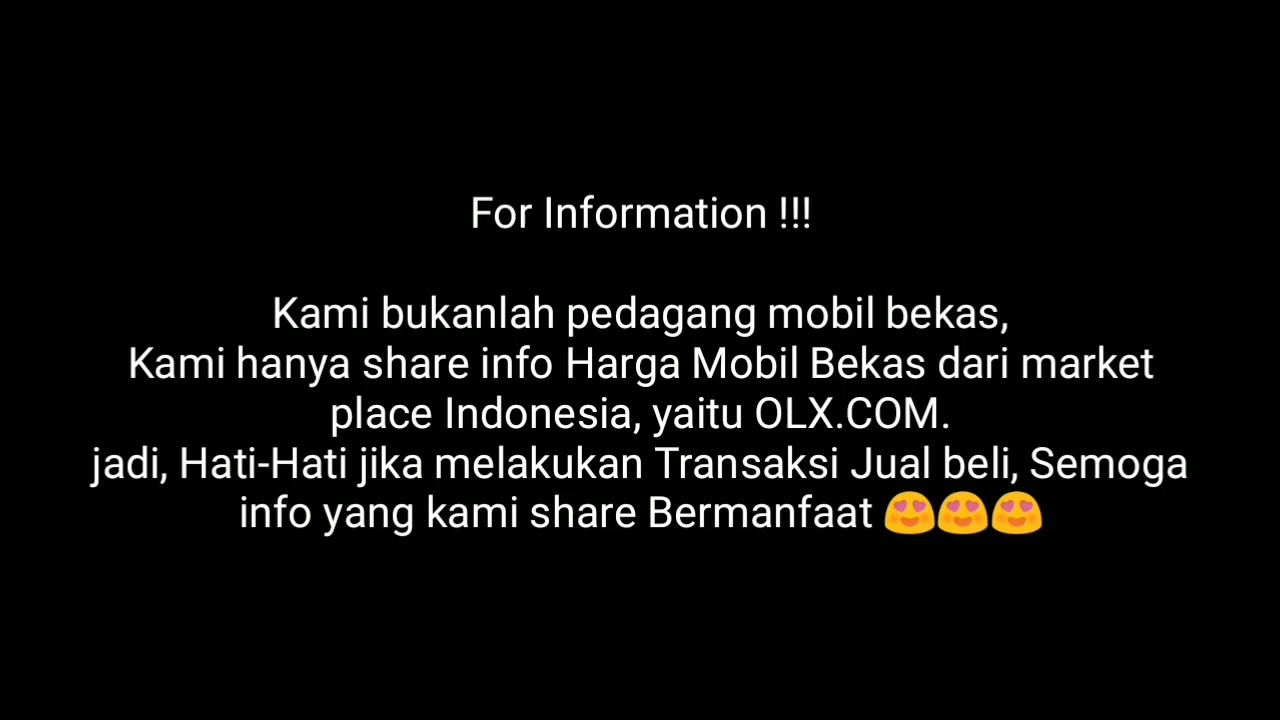 For Information !!!
Kami bukanlah pedagang mobil bekas,
Kami hanya share info Harga Mobil Bekas dari market
place Indonesia, yaitu OLX.COM.
jadi, Hati-Hati jika melakukan Transaksi Jual beli, Semoga
info yang kami share Bermanfaat 😍😍😍